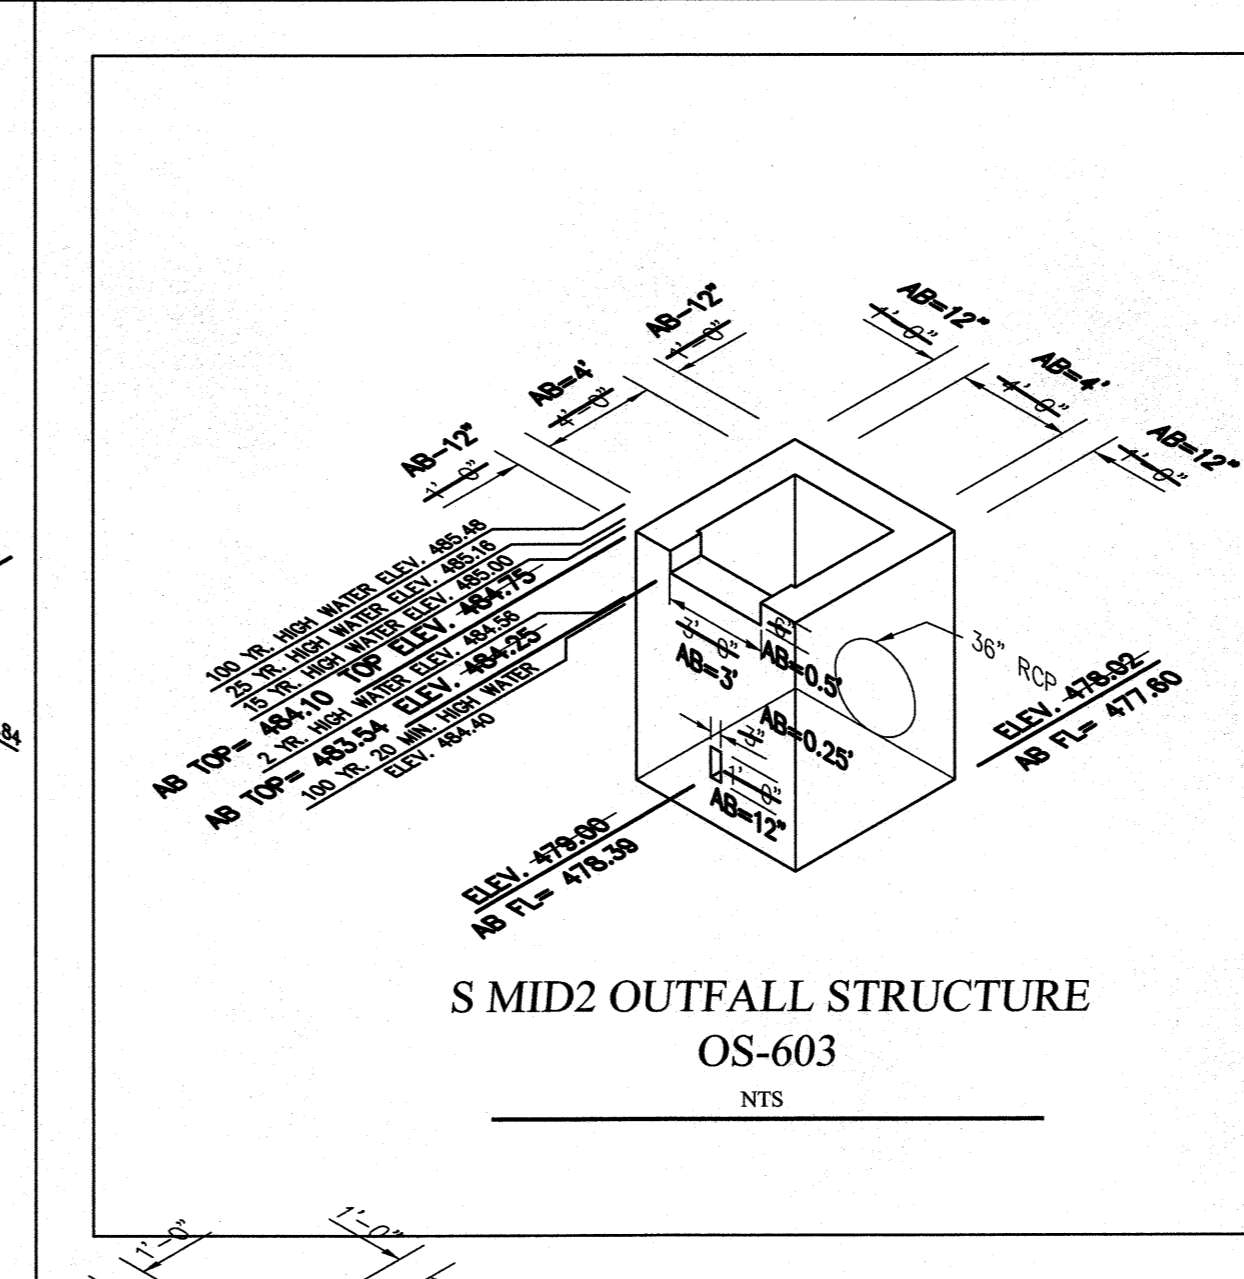 AB-12"
1'-0"
AB=4'
4'-0"
AB-12"
1'-0"
AB=12"
1'-0"
AB=4'
4'-0"
AB=12"
1'-0"
100 YR. HIGH WATER ELEV. 485.48
25 YR. HIGH WATER ELEV. 485.16
15 YR. HIGH WATER ELEV. 485.00
AB TOP= 484.10 TOP ELEV. 484.75
2 YR. HIGH WATER ELEV. 484.56
AB TOP= 483.54 ELEV. 484.25
100 YR. 20 MIN. HIGH WATER
ELEV. 484.40
3'-0"
AB=3'
6"
AB=0.5'
36" RCP
ELEV. 478.02
AB FL= 477.60
3"
AB=0.25'
1'-0"
AB=12"
ELEV. 479.00
AB FL= 478.39
84
S MID2 OUTFALL STRUCTURE
OS-603
NTS
1'-0"
1'-0"